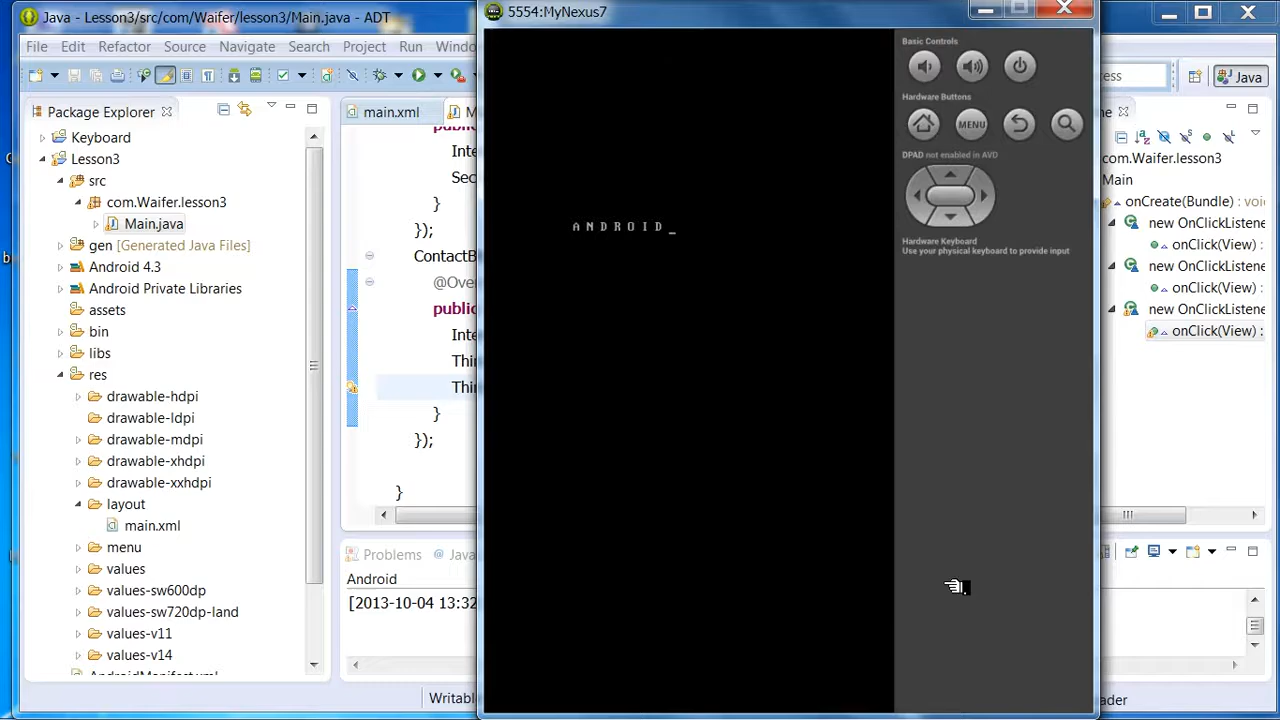 Java - Lesson3/src/com/Waifer/lesson3/Main.java - ADT
5554:MyNexus7
File Edit Refactor Source Navigate Search Project Run Windo
Java
Package Explorer
Keyboard
Lesson3
src
com.Waifer.lesson3
Main.java
gen [Generated Java Files]
Android 4.3
Android Private Libraries
assets
bin
libs
res
drawable-hdpi
drawable-ldpi
drawable-mdpi
drawable-xhdpi
drawable-xxhdpi
layout
main.xml
menu
values
values-sw600dp
values-sw720dp-land
values-v11
values-v14
AndroidManifest.xml
main.xml
M
public
Inte
Sec
}
});
ContactB
@Over
public
Inte
Thin
Thin
}
});
}
Problems @ Java
Android
[2013-10-04 13:32
Writabl
ANDROID_
Basic Controls
Hardware Buttons
MENU
DPAD not enabled in AVD
Hardware Keyboard
Use your physical keyboard to provide input
com.Waifer.lesson3
Main
onCreate(Bundle) : voi
new OnClickListene
onClick(View) :
new OnClickListene
onClick(View) :
new OnClickListene
onClick(View) :